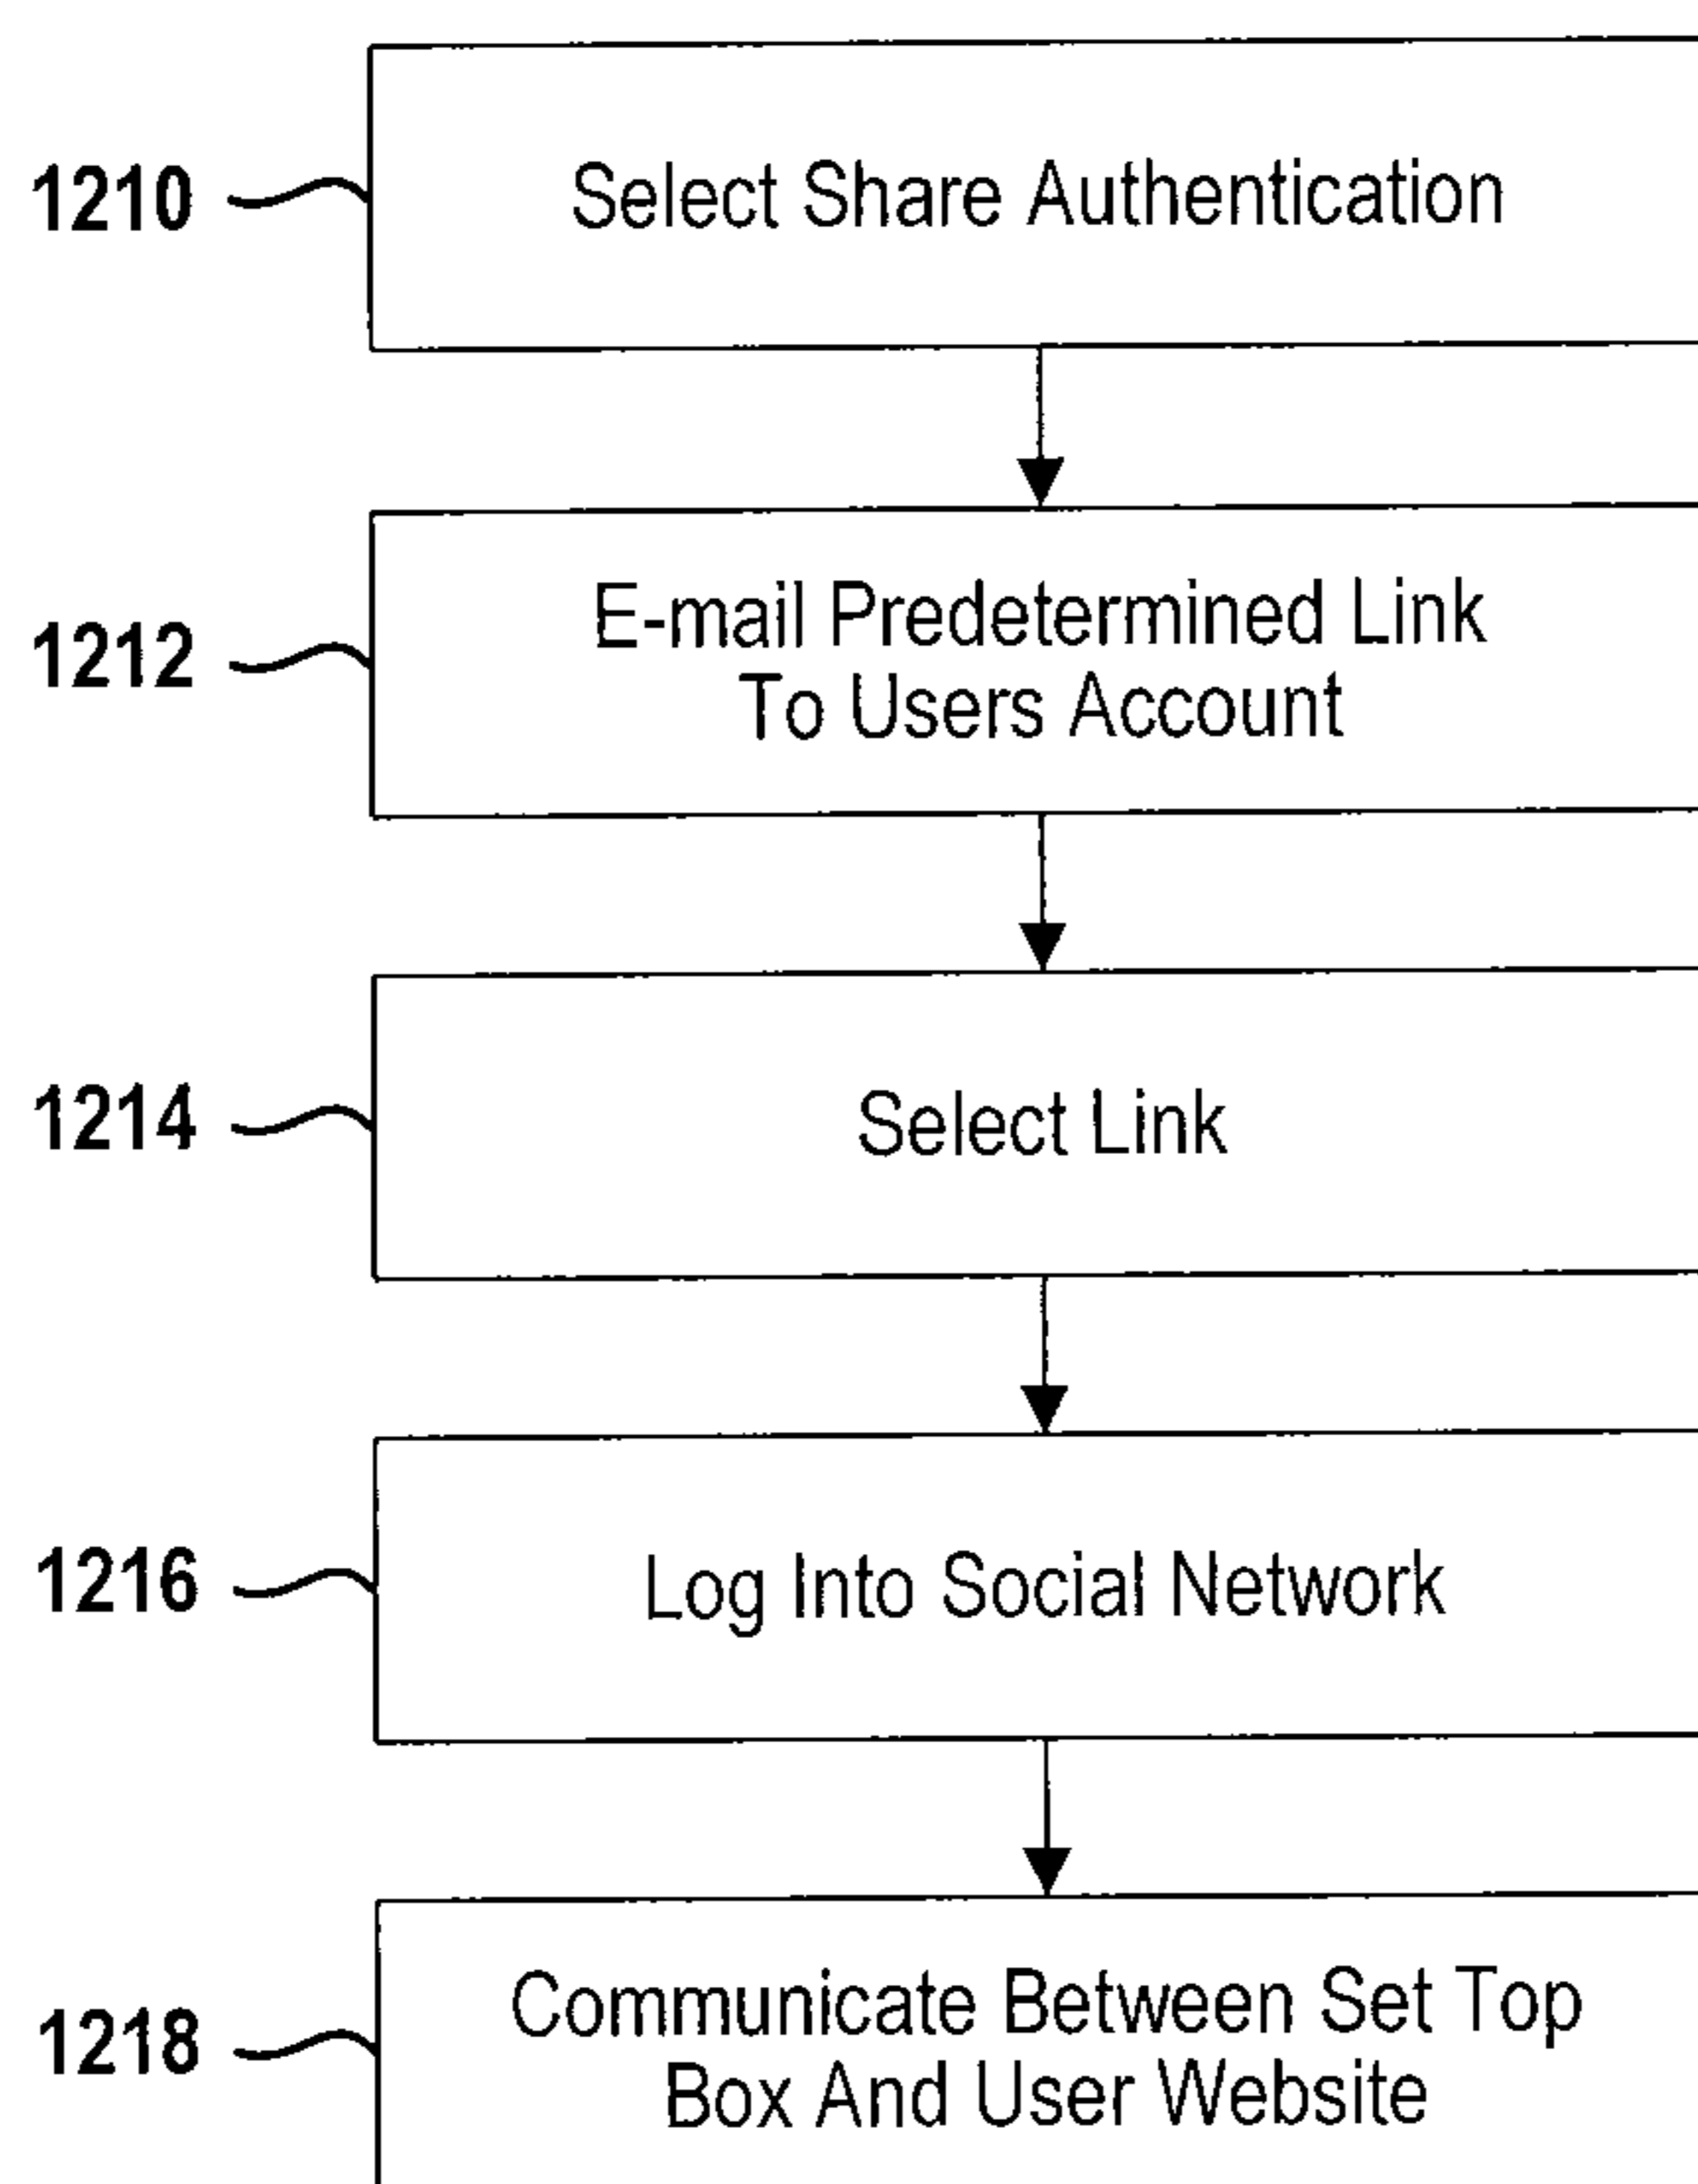 1210
Select Share Authentication
1212
E-mail Predetermined Link
To Users Account
1214
Select Link
1216
Log Into Social Network
1218
Communicate Between Set Top
Box And User Website